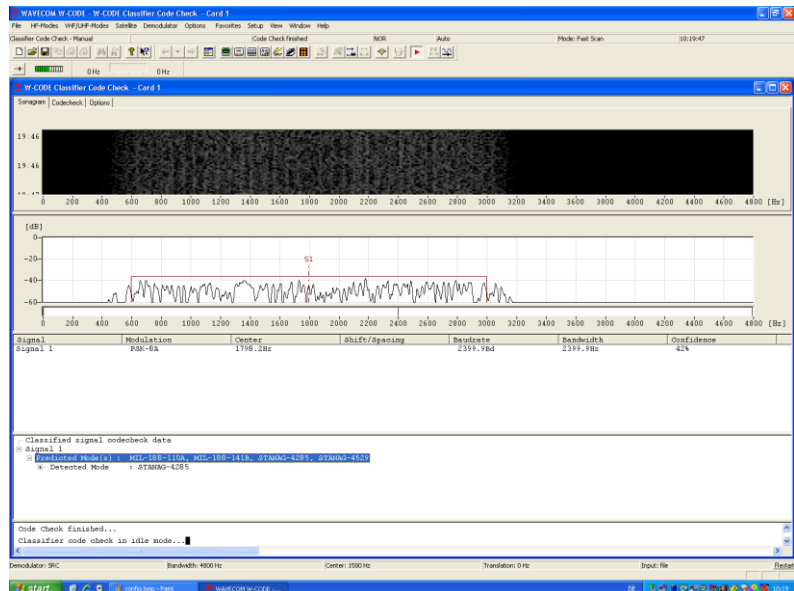 WAVECOM W-CODE - W-CODE Classifier Code Check - Card 1
File HF-Modes VHF/UHF-Modes Satellite Demodulator Options Favorites Setup View Window Help
Classifier Code Check - Manual Code Check finished NOR Auto Mode: Fast Scan 10:19:47
0 Hz 0 Hz
W-CODE Classifier Code Check - Card 1
Sonagram Codecheck Options
19:46
19:46
0 200 400 600 800 1000 1200 1400 1600 1800 2000 2200 2400 2600 2800 3000 3200 3400 3600 3800 4000 4200 4400 4600 4800 [Hz]
[dB]
0
-20
S1
-40
-60
0 200 400 600 800 1000 1200 1400 1600 1800 2000 2200 2400 2600 2800 3000 3200 3400 3600 3800 4000 4200 4400 4600 4800 [Hz]
Signal Modulation Center Shift/Spacing Baudrate Bandwidth Confidence
Signal 1 PSK-8A 1798.2Hz 2399.9Bd 2399.9Hz 42%
Classified signal codecheck data
Signal 1
Predicted Mode(s) : MIL-188-110A, MIL-188-141B, STANAG-4285, STANAG-4529
Detected Mode : STANAG-4285
Code Check finished...
Classifier code check in idle mode...
Demodulator: SRC Bandwidth: 4800 Hz Center: 1500 Hz Translation: 0 Hz Input: file Restart
start config.bmp - Paint WAVECOM W-CODE - ... 10:19